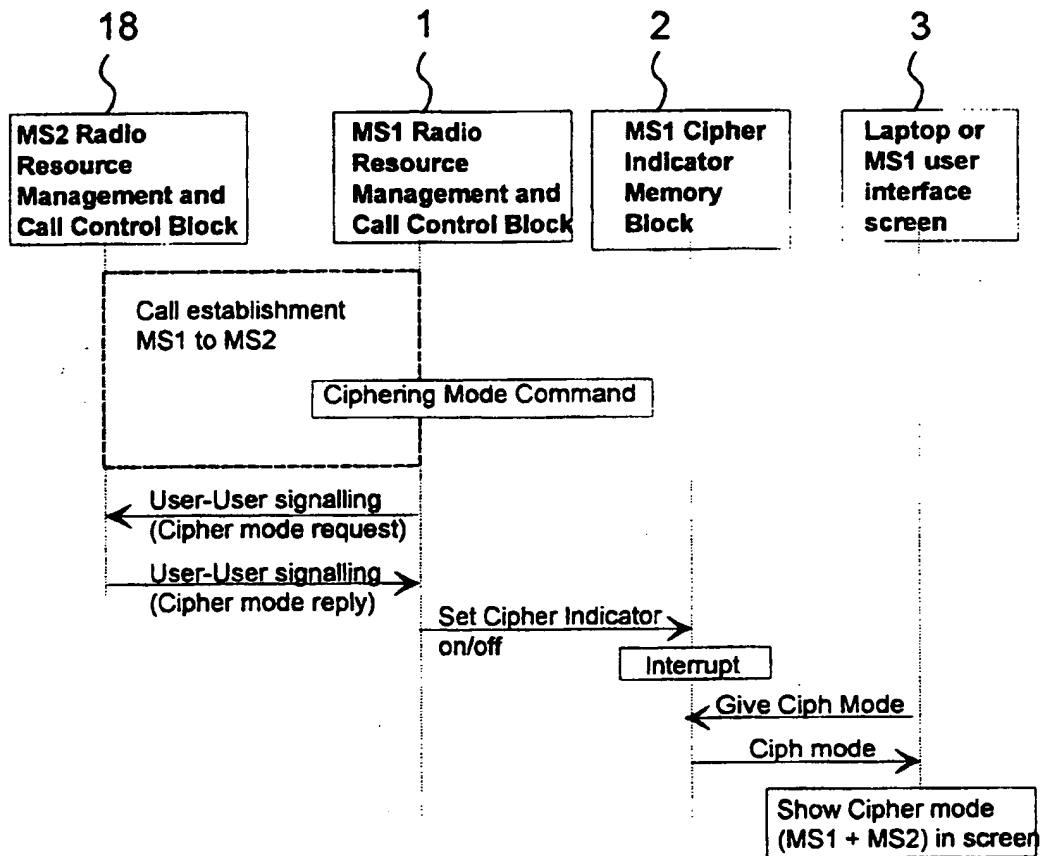 18
1
2
3
MS2 Radio
Resource
Management and
Call Control Block
MS1 Radio
Resource
Management and
Call Control Block
MS1 Cipher
Indicator
Memory
Block
Laptop or
MS1 user
interface
screen
Call establishment
MS1 to MS2
Ciphering Mode Command
User-User signalling
(Cipher mode request)
User-User signalling
(Cipher mode reply)
Set Cipher Indicator
on/off
Interrupt
Give Ciph Mode
Ciph mode
Show Cipher mode
(MS1 + MS2) in screen